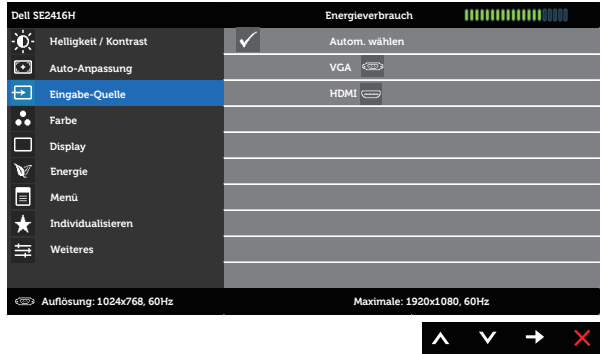 Dell SE2416H Energieverbrauch
Helligkeit / Kontrast Autom. wählen
Auto-Anpassung VGA
Eingabe-Quelle HDMI
Farbe
Display
Energie
Menü
Individualisieren
Weiteres
Auflösung: 1024x768, 60Hz Maximale: 1920x1080, 60Hz